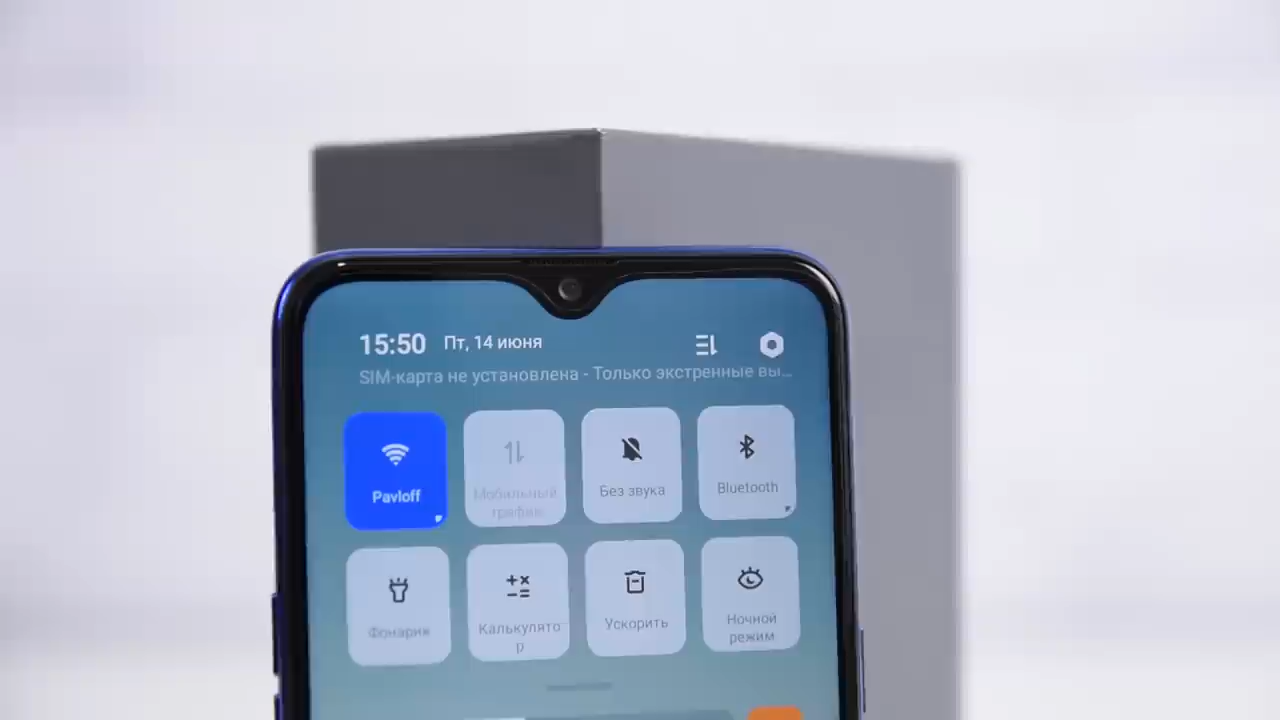 15:50 Пт, 14 июня
SIM-карта не установлена - Только экстренные вы...
Pavloff
Мобильный
трафик
Без звука
Bluetooth
Фонарик
Калькулято
р
Ускорить
Ночной
режим